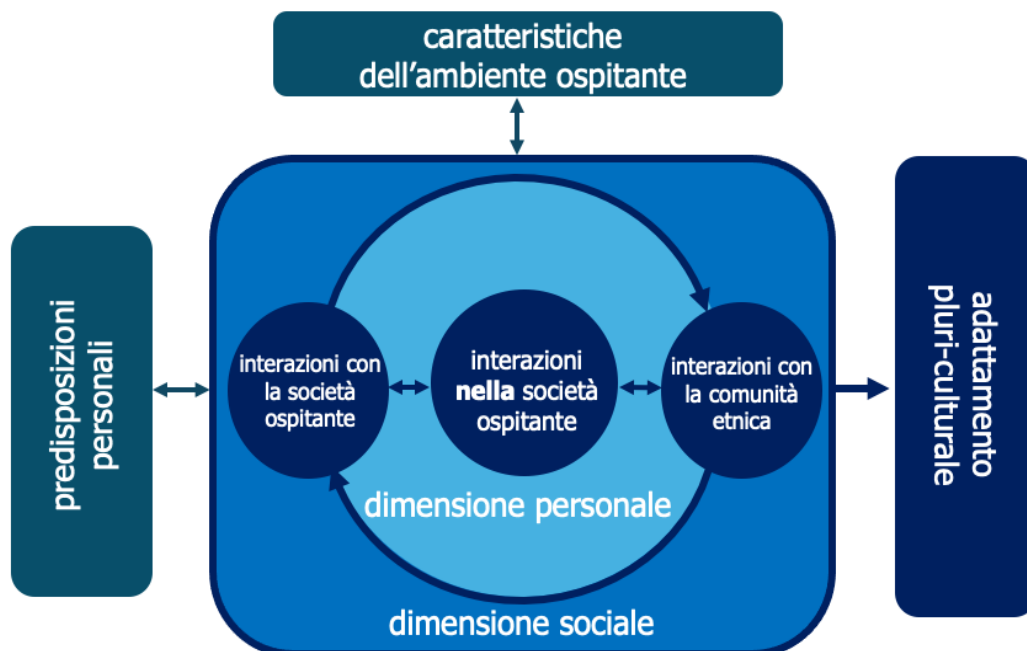 caratteristiche
dell'ambiente ospitante
predisposizioni
personali
interazioni con
la società
ospitante
interazioni
nella società
ospitante
interazioni con
la comunità
etnica
dimensione personale
dimensione sociale
adattamento
pluri-culturale